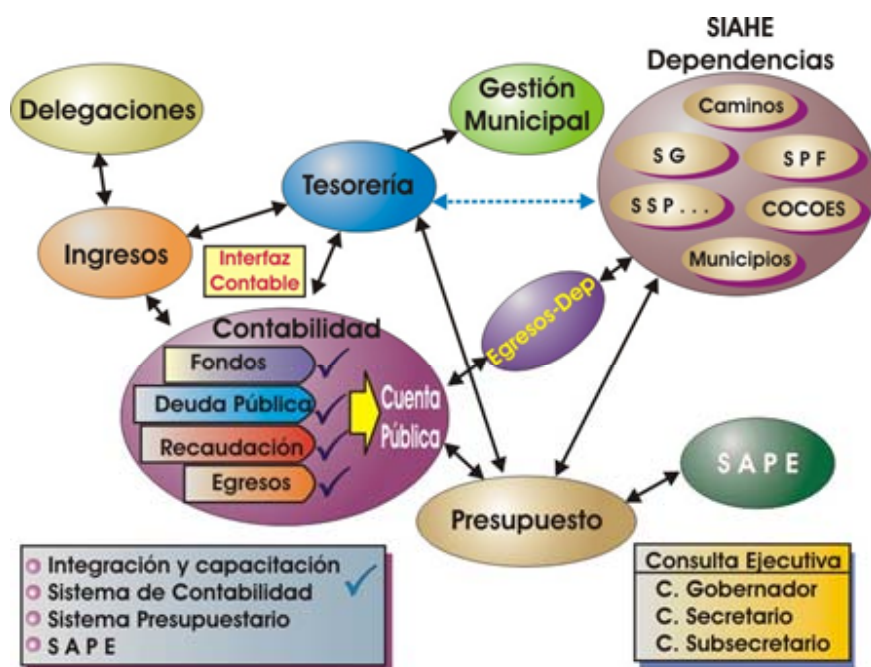 SIAHE
Dependencias
Delegaciones
Gestión
Municipal
Caminos
S G
S P F
Tesorería
S S P . . .
COCOES
Ingresos
Interfaz
Contable
Municipios
Contabilidad
Egresos-Dep
Fondos
Deuda Pública
Recaudación
Egresos
Cuenta
Pública
S A P E
Presupuesto
Integración y capacitación
Sistema de Contabilidad
Sistema Presupuestario
S A P E
Consulta Ejecutiva
C. Gobernador
C. Secretario
C. Subsecretario